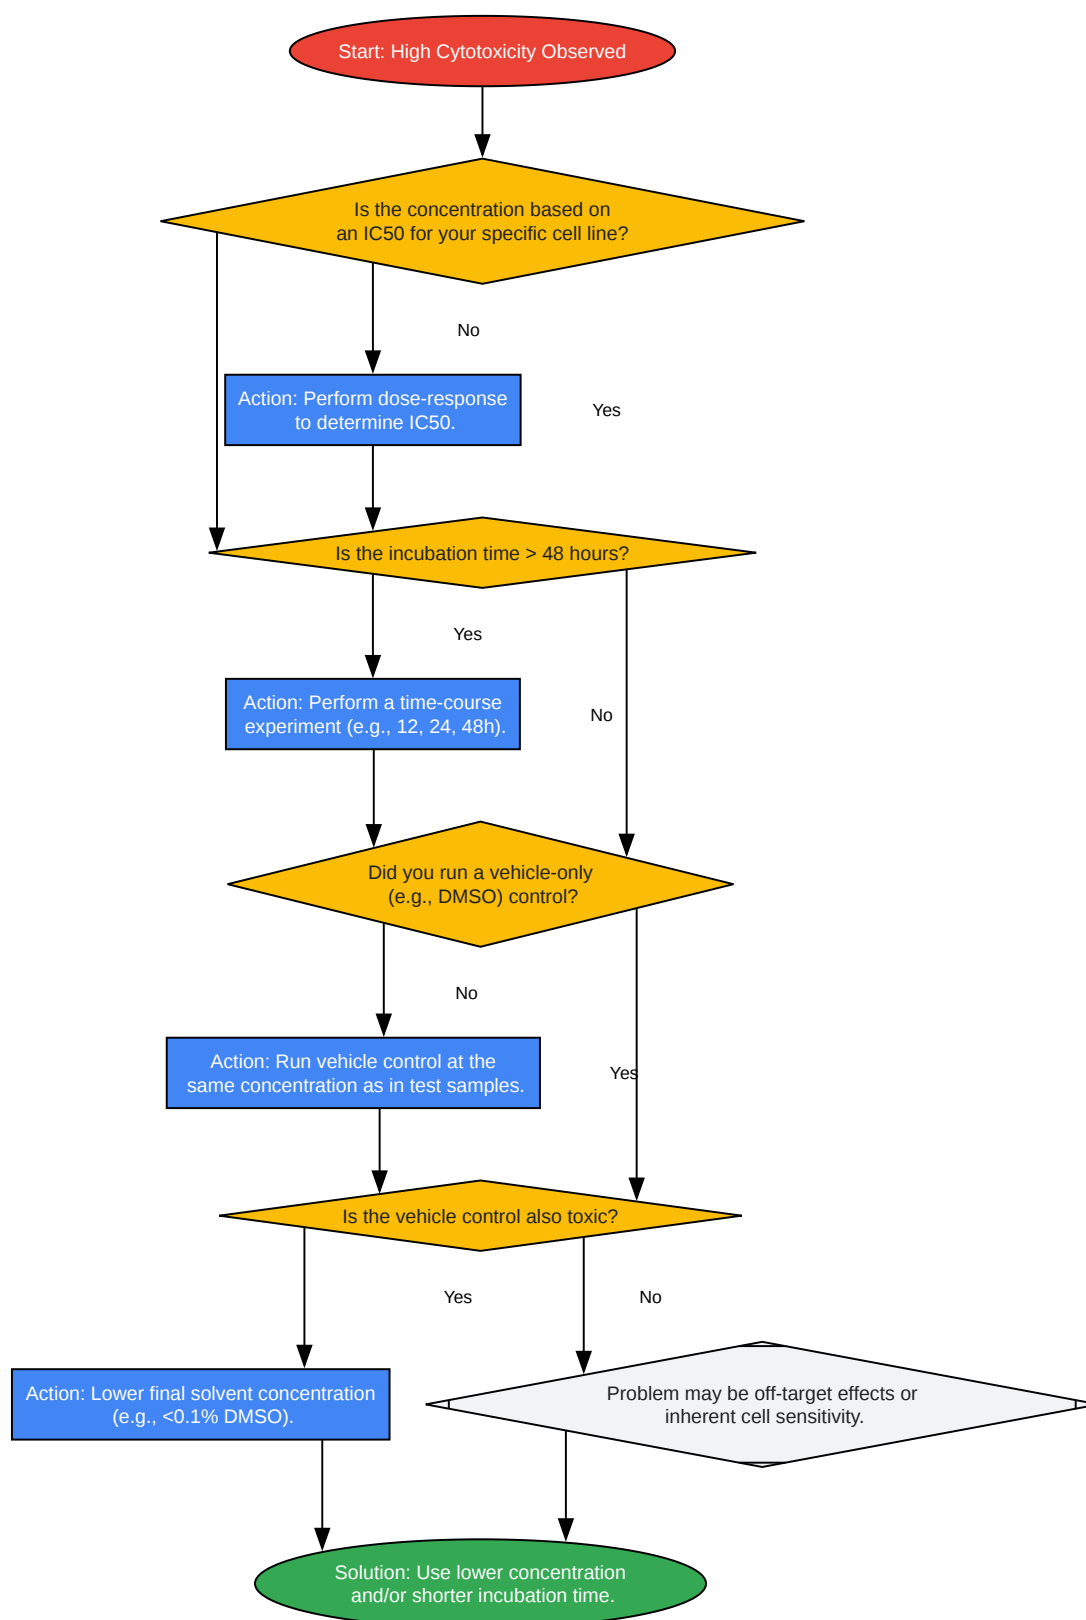 Start: High Cytotoxicity Observed
Is the concentration based on
an IC50 for your specific cell line?
No
Action: Perform dose-response
to determine IC50.
Yes
Is the incubation time > 48 hours?
Yes
Action: Perform a time-course
experiment (e.g., 12, 24, 48h).
No
Did you run a vehicle-only
(e.g., DMSO) control?
No
Action: Run vehicle control at the
same concentration as in test samples.
Yes
Is the vehicle control also toxic?
Yes
No
Action: Lower final solvent concentration
(e.g., <0.1% DMSO).
Problem may be off-target effects or
inherent cell sensitivity.
Solution: Use lower concentration
and/or shorter incubation time.